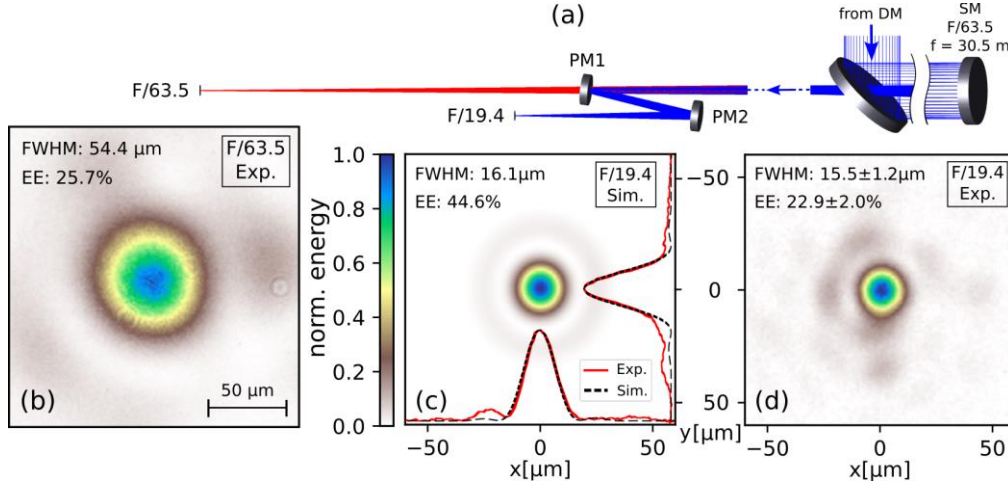 (a)
from DM
SM
F/63.5
f = 30.5 m
PM1
F/63.5
F/19.4
PM2
FWHM: 54.4 μm
EE: 25.7%
F/63.5
Exp.
50 μm
(b)
norm. energy
1.0
0.8
0.6
0.4
0.2
0.0
FWHM: 16.1μm
EE: 44.6%
F/19.4
Sim.
Exp.
Sim.
(c)
−50
0
50
x[μm]
−50
0
50
y[μm]
FWHM: 15.5±1.2μm
EE: 22.9±2.0%
F/19.4
Exp.
(d)
−50
0
50
x[μm]